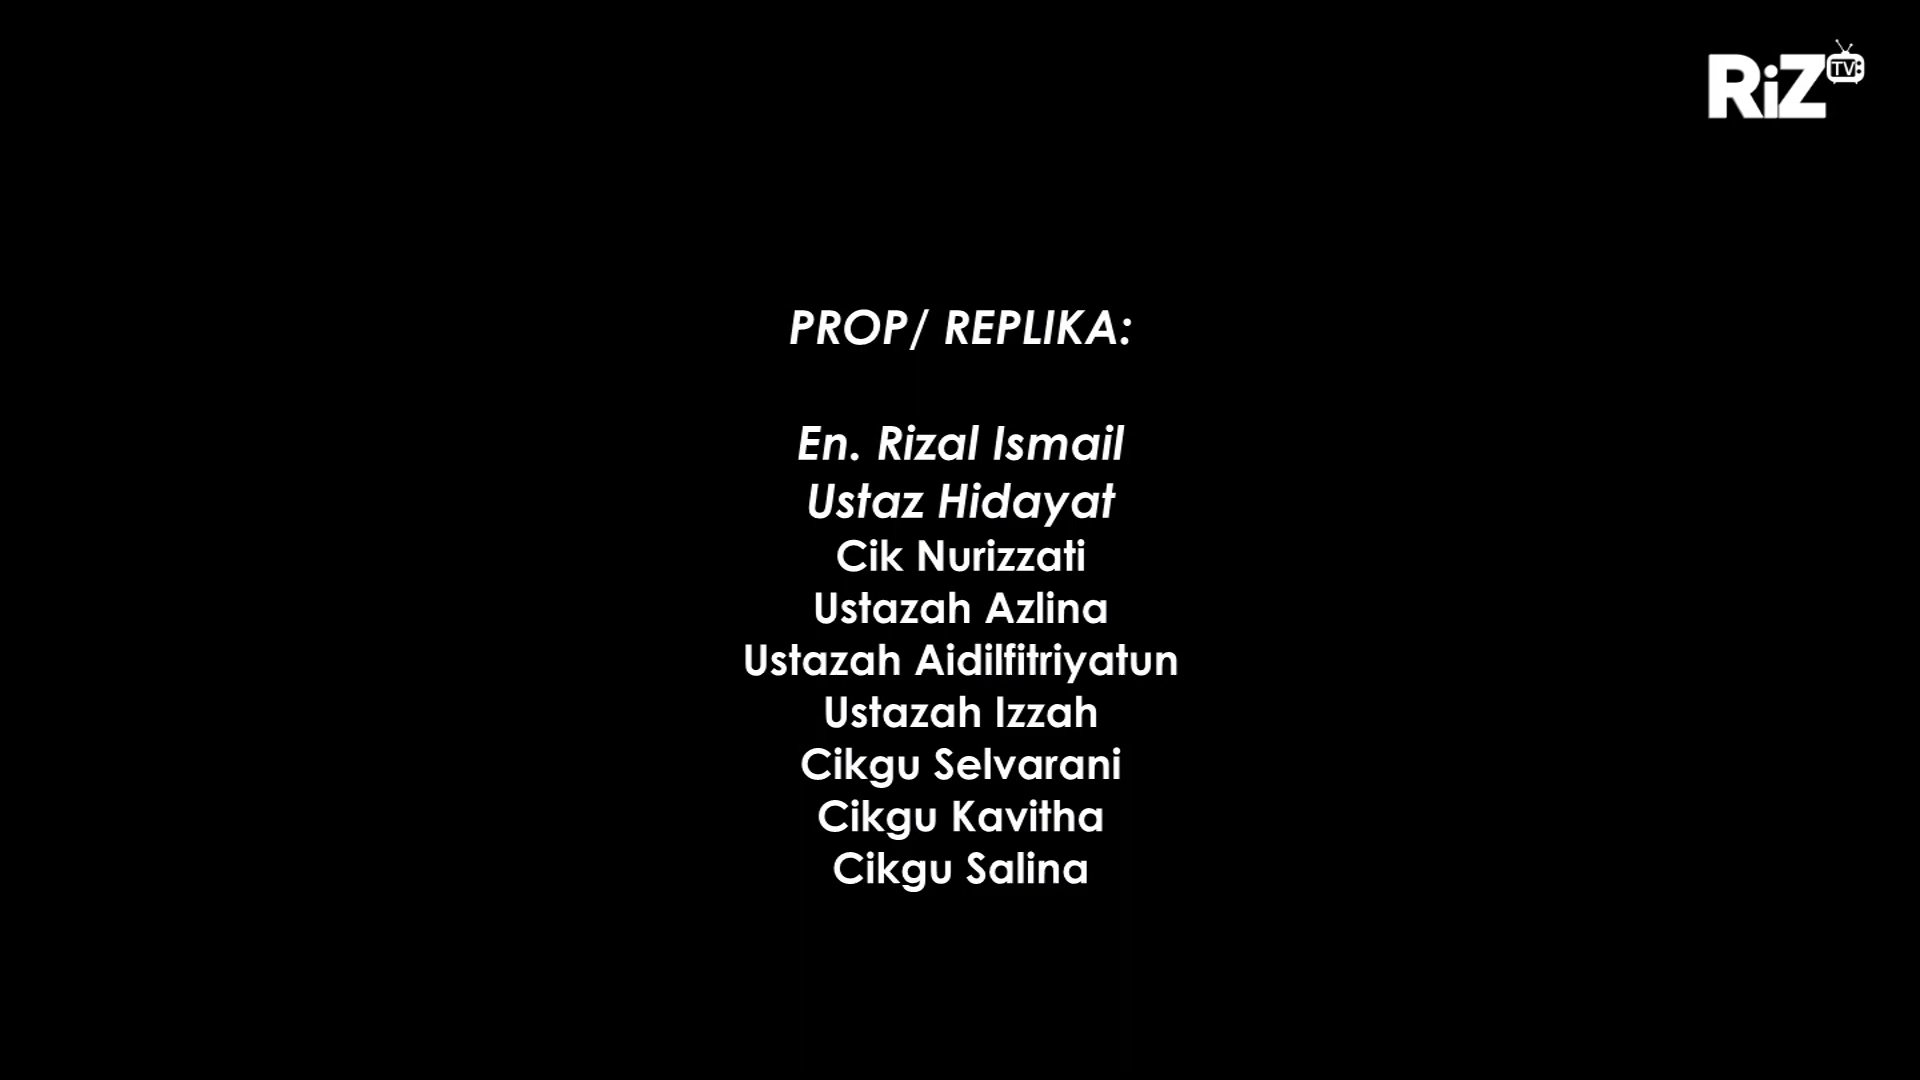 RiZ TV
PROP/ REPLIKA:
En. Rizal Ismail
Ustaz Hidayat
Cik Nurizzati
Ustazah Azlina
Ustazah Aidilfitriyatun
Ustazah Izzah
Cikgu Selvarani
Cikgu Kavitha
Cikgu Salina